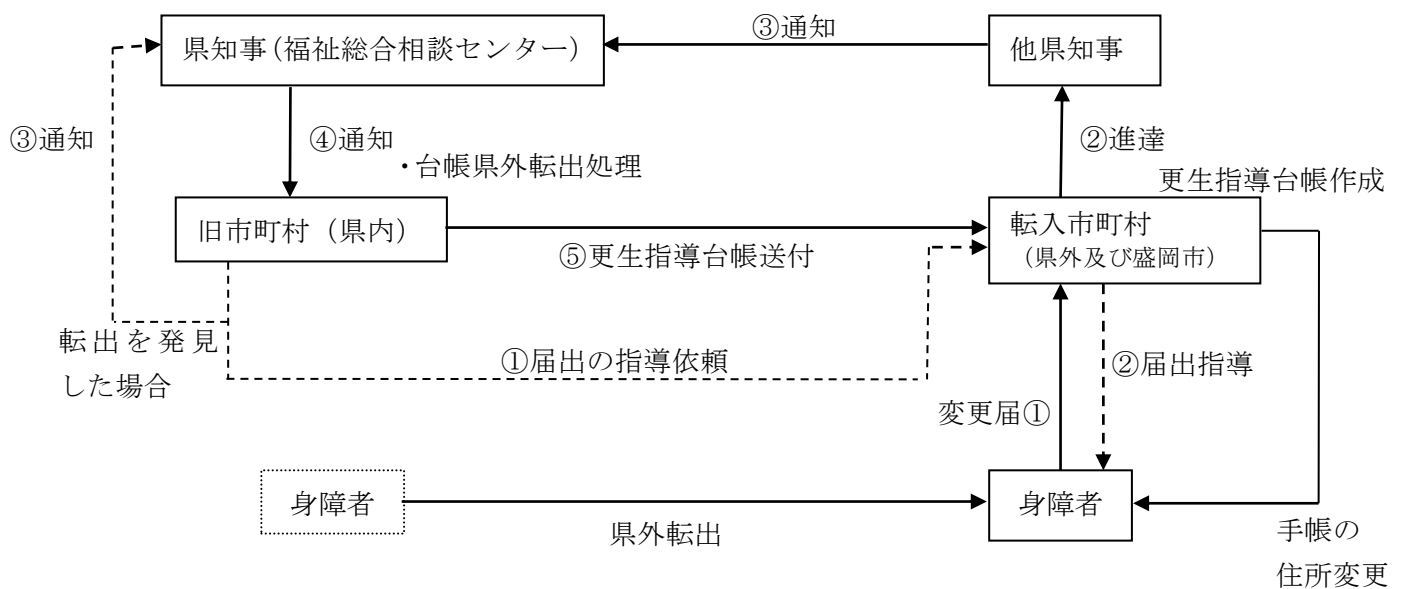 ③通知
県知事（福祉総合相談センター）
他県知事
③通知
④通知
②進達
・台帳県外転出処理
更生指導台帳作成
旧市町村（県内）
転入市町村
（県外及び盛岡市）
⑤更生指導台帳送付
転出を発見
した場合
①届出の指導依頼
②届出指導
変更届①
身障者
身障者
県外転出
手帳の
住所変更